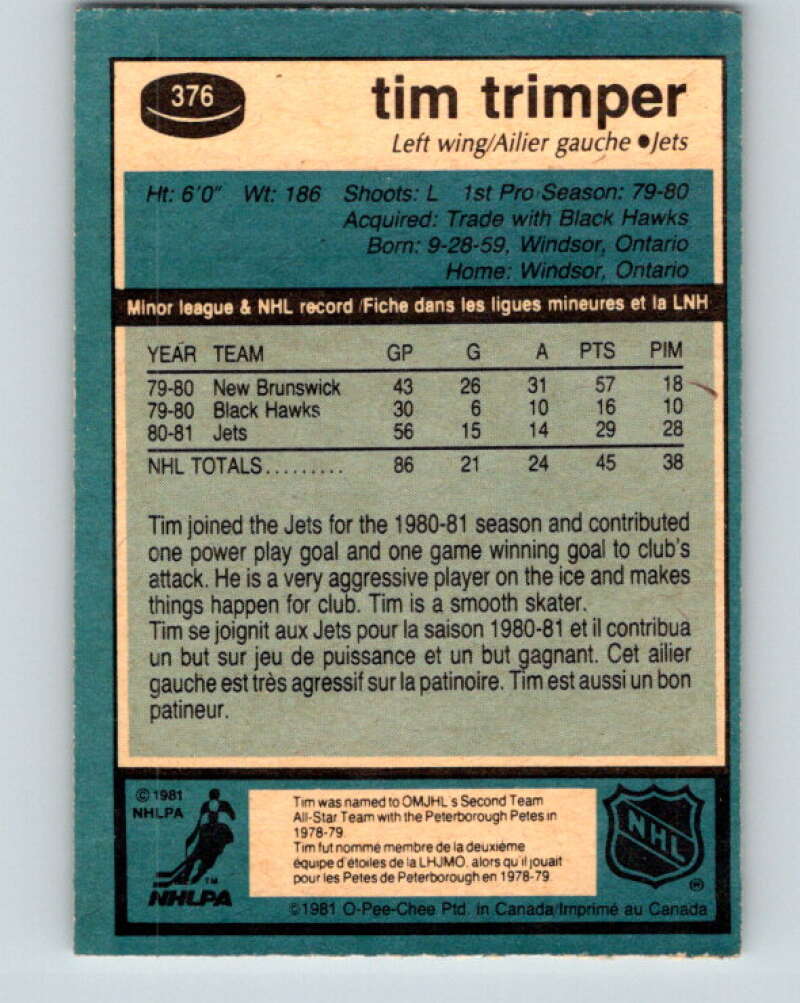 376
tim trimper
Left wing/Ailier gauche ●Jets
Ht: 6'0" Wt: 186 Shoots: L 1st Pro Season: 79-80
Acquired: Trade with Black Hawks
Born: 9-28-59, Windsor, Ontario
Home: Windsor, Ontario
Minor league & NHL record/Fiche dans les ligues mineures et la LNH
YEAR TEAM GP G A PTS PIM
79-80 New Brunswick 43 26 31 57 18
79-80 Black Hawks 30 6 10 16 10
80-81 Jets 56 15 14 29 28
NHL TOTALS......... 86 21 24 45 38
Tim joined the Jets for the 1980-81 season and contributed
one power play goal and one game winning goal to club's
attack. He is a very aggressive player on the ice and makes
things happen for club. Tim is a smooth skater.
Tim se joignit aux Jets pour la saison 1980-81 et il contribua
un but sur jeu de puissance et un but gagnant. Cet ailier
gauche est très agressif sur la patinoire. Tim est aussi un bon
patineur.
© 1981
NHLPA
TM
NHLPA
Tim was named to OMJHL's Second Team
All-Star Team with the Peterborough Petes in
1978-79.
Tim fut nommé membre de la deuxième
équipe d'étoiles de la LHJMO, alors qu'il jouait
pour les Petes de Peterborough en 1978-79.
NHL
®
©1981 O-Pee-Chee Ptd. in Canada/Imprimé au Canada